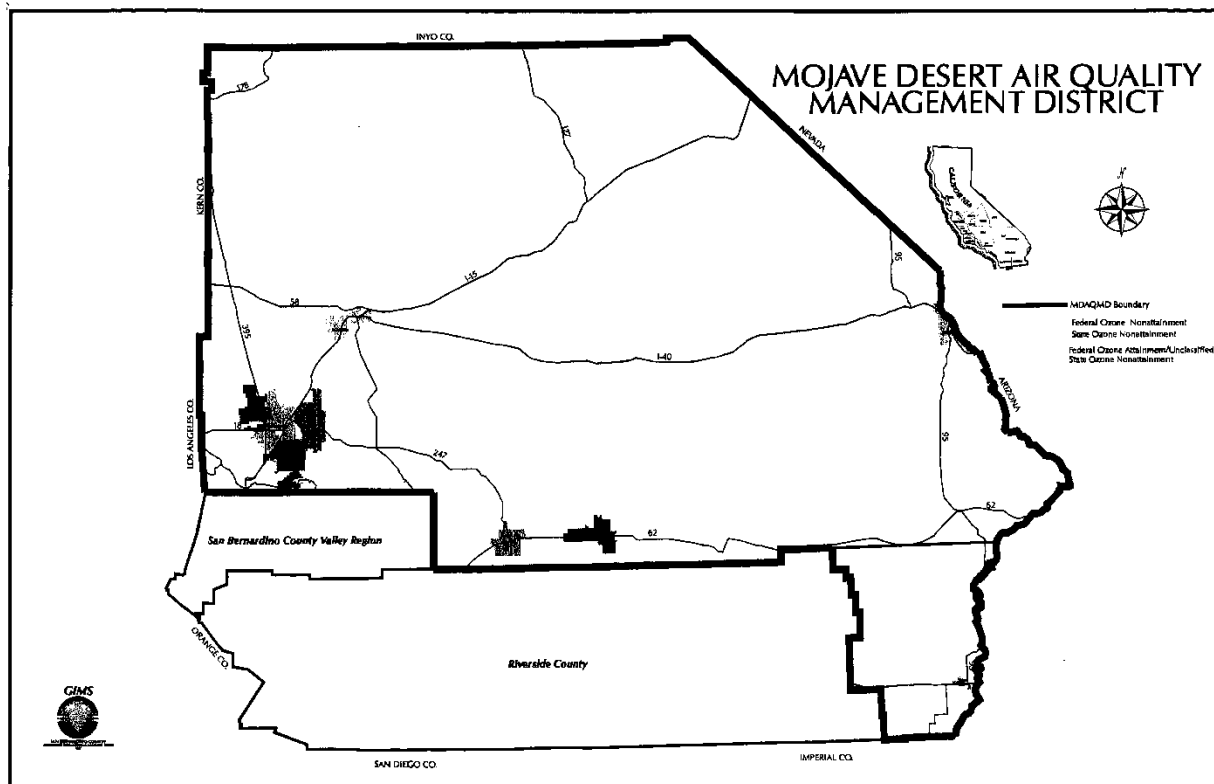 INYO CO.
MOJAVE DESERT AIR QUALITY
MANAGEMENT DISTRICT
178
127
NEVADA
KERN CO.
CALIFORNIA
N
95
I-15
58
MDAQMD Boundary
395
Federal Ozone Nonattainment
State Ozone Nonattainment
I-40
Federal Ozone Attainment/Unclassified
State Ozone Nonattainment
ARIZONA
LOS ANGELES CO.
18
95
247
62
San Bernardino County Valley Region
62
ORANGE CO.
Riverside County
GIMS
SAN DIEGO CO.
IMPERIAL CO.